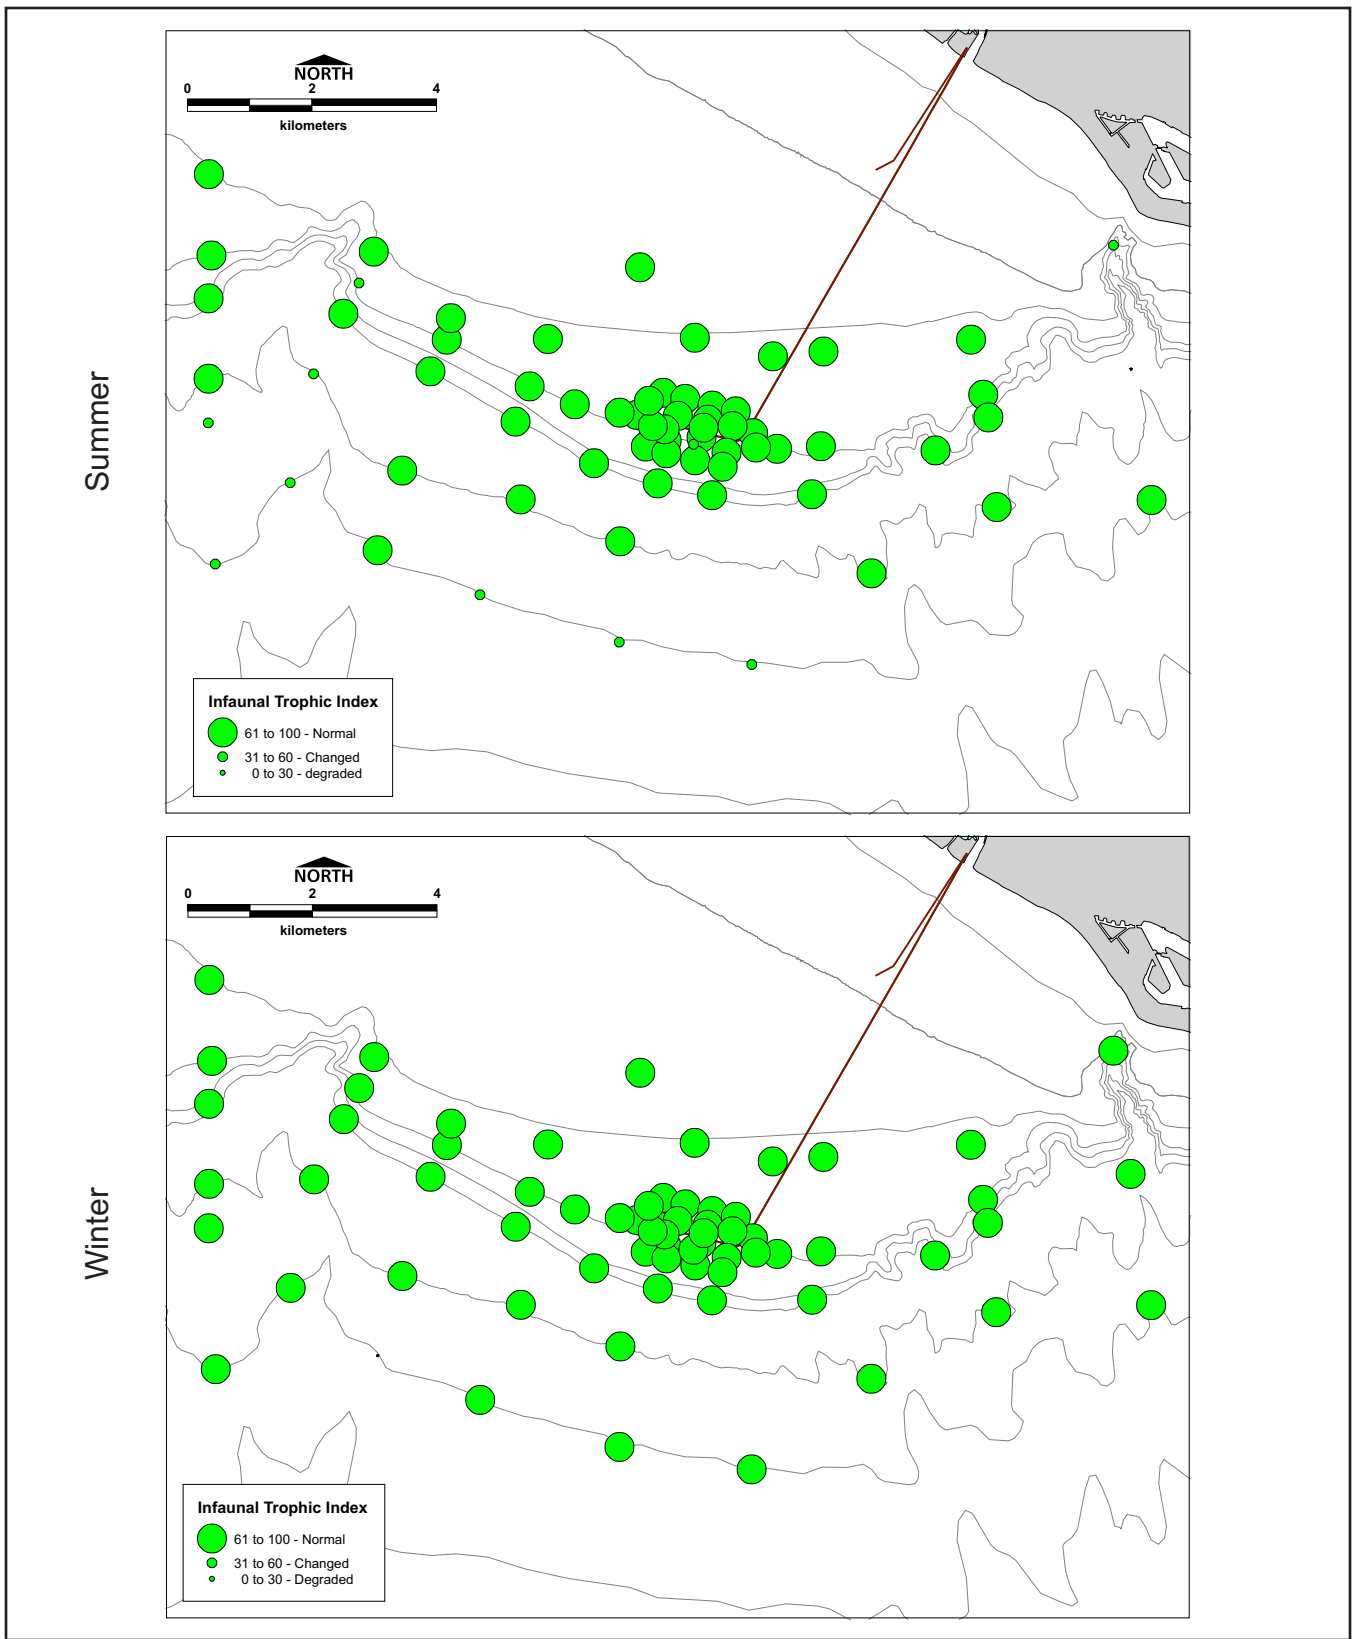 Summer
NORTH
0 2 4
kilometers
Infaunal Trophic Index
61 to 100 - Normal
31 to 60 - Changed
0 to 30 - degraded
Winter
NORTH
0 2 4
kilometers
Infaunal Trophic Index
61 to 100 - Normal
31 to 60 - Changed
0 to 30 - Degraded